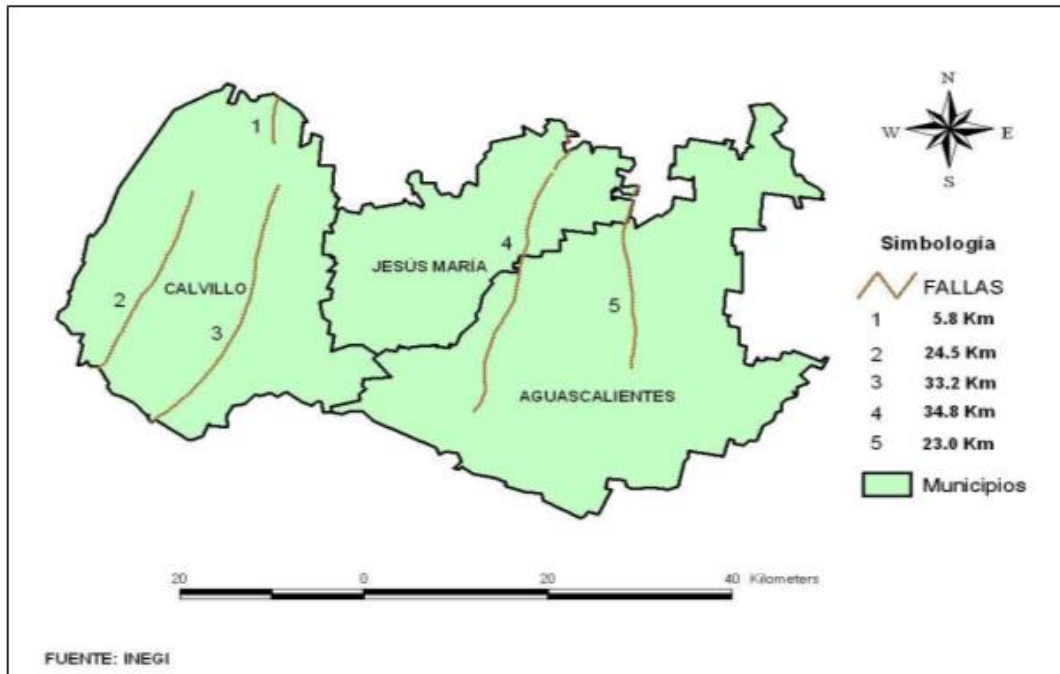 N
W E
S
1
2
CALVILLO
3
JESÚS MARÍA
4
5
AGUASCALIENTES
Simbología
FALLAS
1 5.8 Km
2 24.5 Km
3 33.2 Km
4 34.8 Km
5 23.0 Km
Municipios
20 0 20 40 Kilometers
FUENTE: INEGI